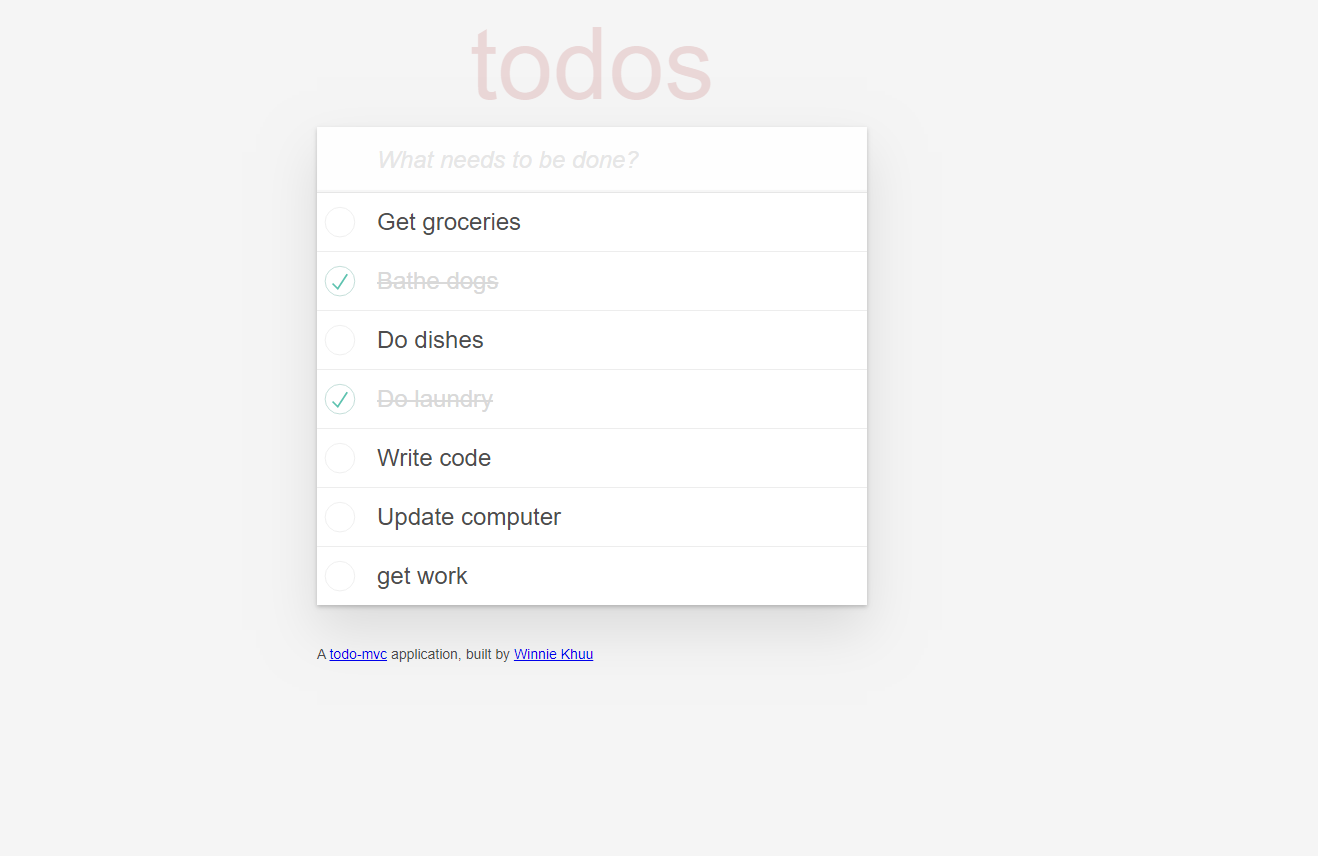 todos
What needs to be done?
Get groceries
Bathe dogs
Do dishes
Do laundry
Write code
Update computer
get work
A todo-mvc application, built by Winnie Khuu